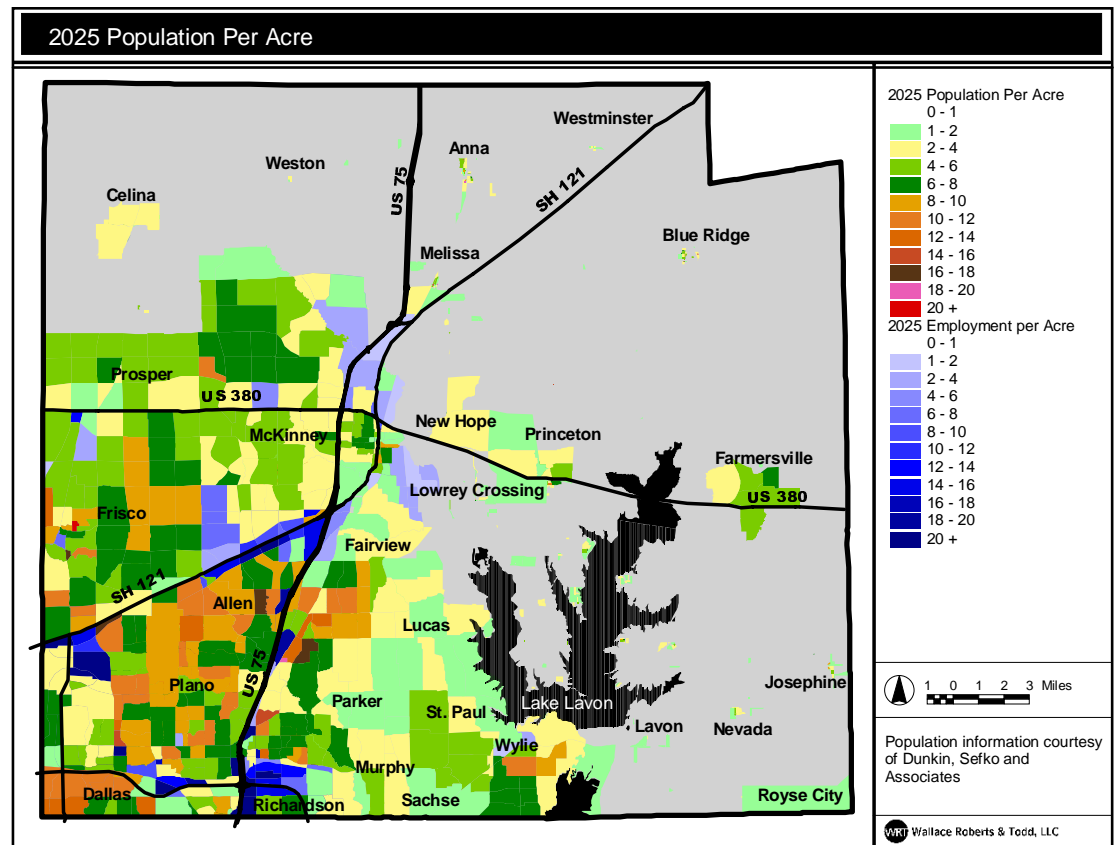 2025 Population Per Acre
Westminster
Anna
Weston
US 75
SH 121
Celina
Blue Ridge
Melissa
Prosper
US 380
New Hope
McKinney
Princeton
Farmersville
Lowrey Crossing
US 380
Frisco
Fairview
SH 121
Allen
Lucas
US 75
Plano
Josephine
Parker
Lake Lavon
St. Paul
Lavon
Nevada
Wylie
Murphy
Dallas
Richardson
Sachse
Royse City
2025 Population Per Acre
0 - 1
1 - 2
2 - 4
4 - 6
6 - 8
8 - 10
10 - 12
12 - 14
14 - 16
16 - 18
18 - 20
20 +
2025 Employment per Acre
0 - 1
1 - 2
2 - 4
4 - 6
6 - 8
8 - 10
10 - 12
12 - 14
14 - 16
16 - 18
18 - 20
20 +
1 0 1 2 3 Miles
Population information courtesy
of Dunkin, Sefko and
Associates
WRT Wallace Roberts & Todd, LLC